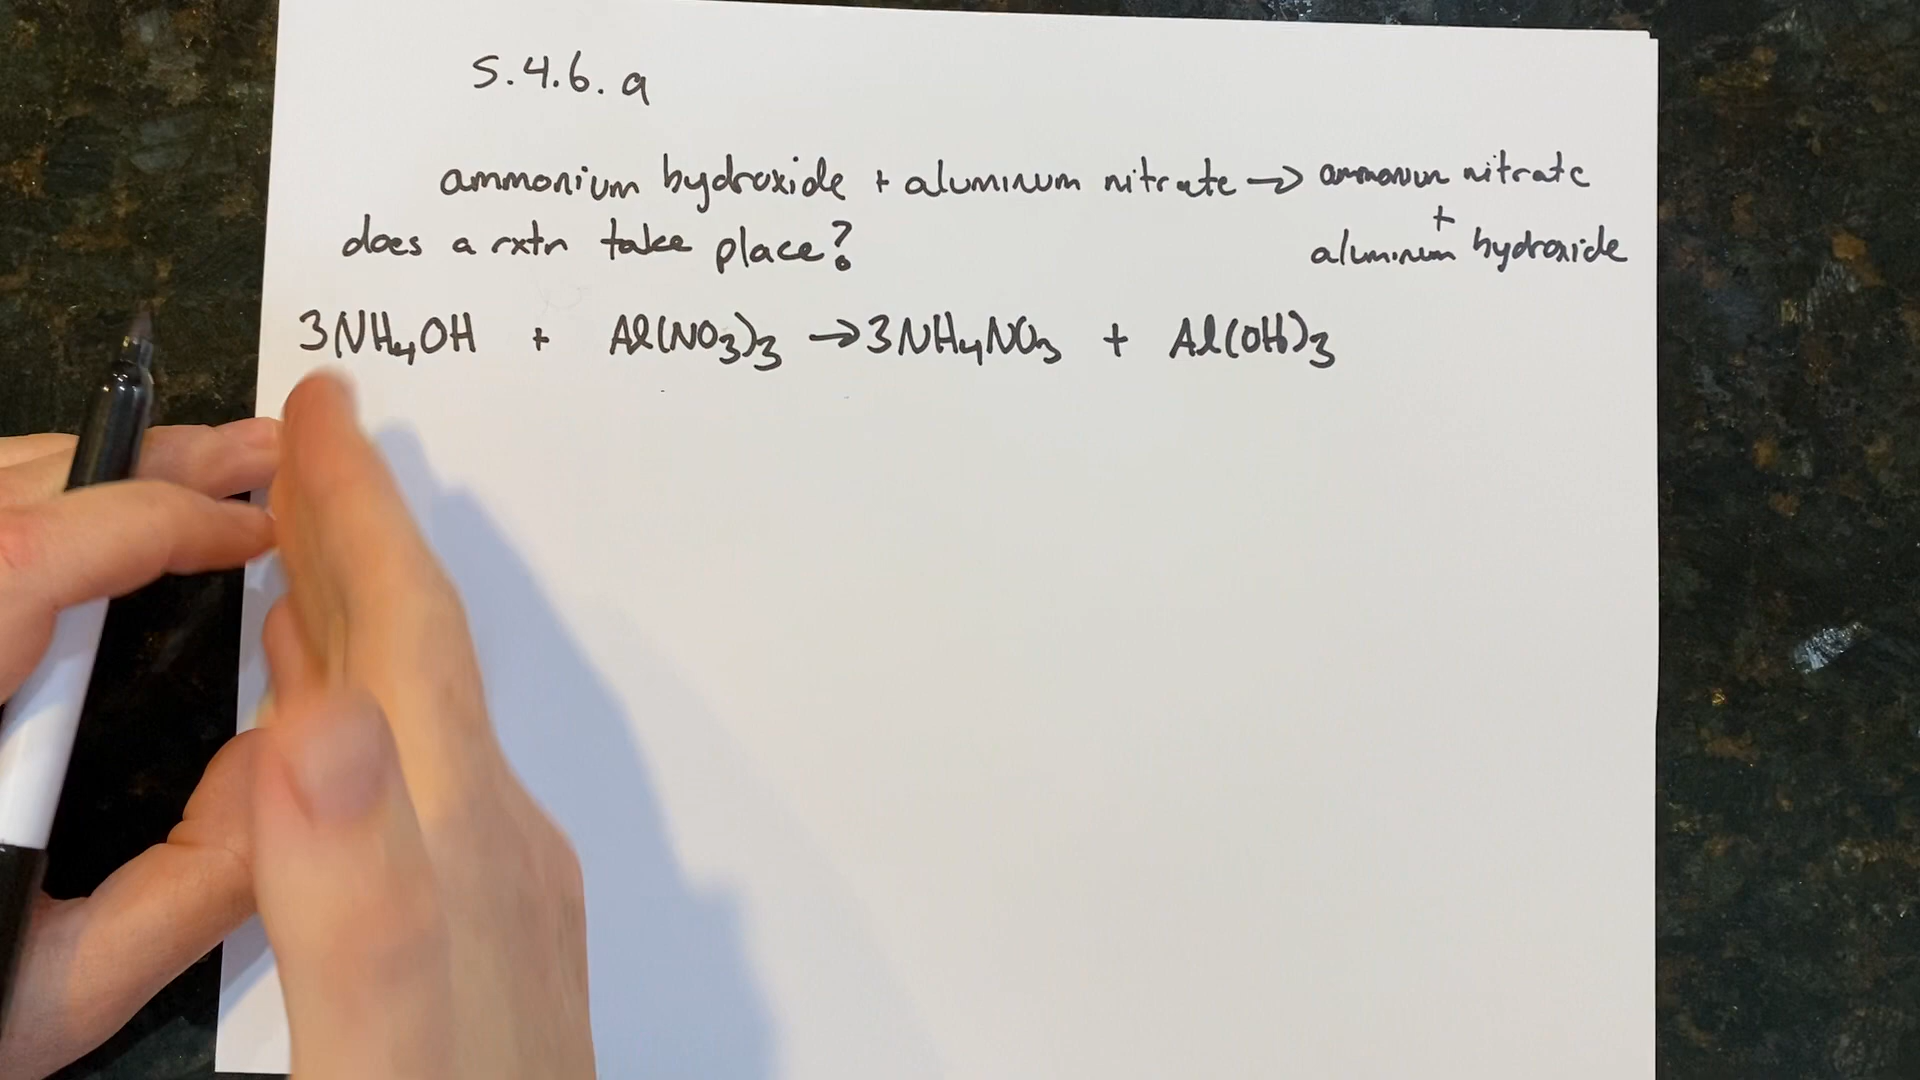 5.4.6.a
ammonium hydroxide + aluminum nitrate → ammonium nitrate
+
does a rxtn take place? aluminum hydroxide
3NH₄OH + Al(NO₃)₃ → 3NH₄NO₃ + Al(OH)₃